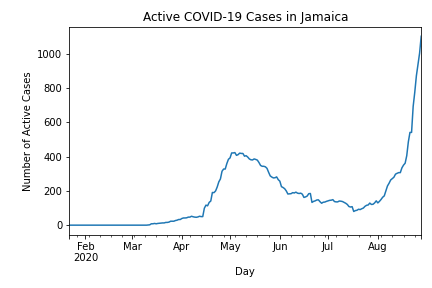 Active COVID-19 Cases in Jamaica
Number of Active Cases
1000
800
600
400
200
0
Feb Mar Apr May Jun Jul Aug
2020
Day